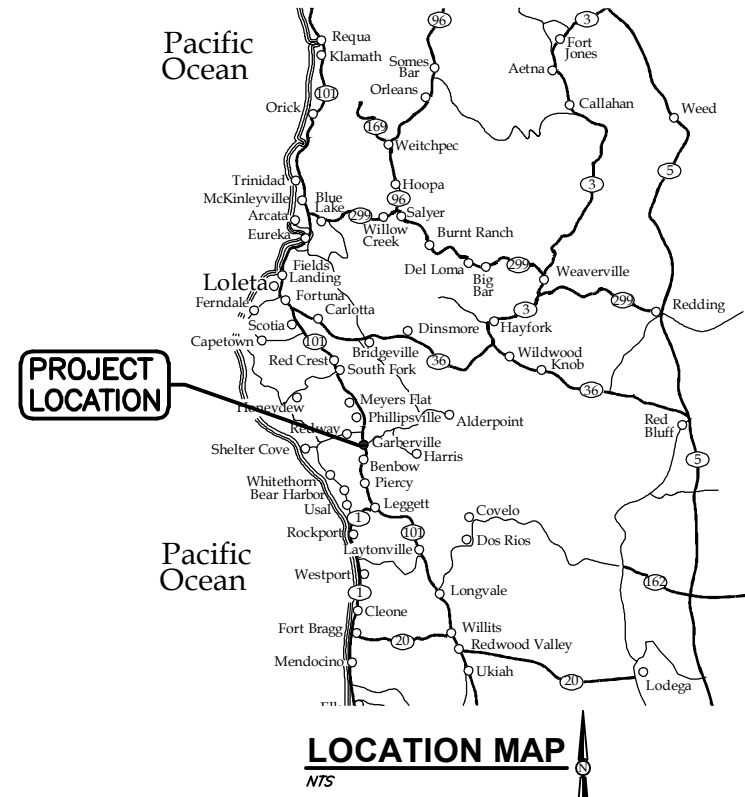 96
3
Pacific
Ocean
Requa
Klamath
Fort
Jones
Somes
Bar
Aetna
Orleans
101
Callahan
Orick
Weed
169
Weitchpec
5
Trinidad
Hoopa
3
McKinleyville
Blue
Lake
96
Arcata
299
Salyer
Willow
Creek
Eureka
Burnt Ranch
Fields
Landing
Del Loma
Big
Bar
299
Weaverville
Loleta
Ferndale
Fortuna
299
Redding
Carlotta
3
Scotia
Dinsmore
Hayfork
Capetown
101
Bridgeville
Wildwood
Red Crest
36
Knob
South Fork
PROJECT
LOCATION
36
Honeydew
Meyers Flat
Phillipsville
Alderpoint
Red
Bluff
Redway
Garberville
Shelter Cove
Harris
5
Benbow
Whitethorn
Piercy
Bear Harbor
Usal
Leggett
Covelo
1
Rockport
101
Dos Rios
Pacific
Ocean
Laytonville
Westport
162
1
Longvale
Cleone
Fort Bragg
20
Willits
Redwood Valley
Mendocino
Ukiah
20
Lodega
LOCATION MAP
N
NTS